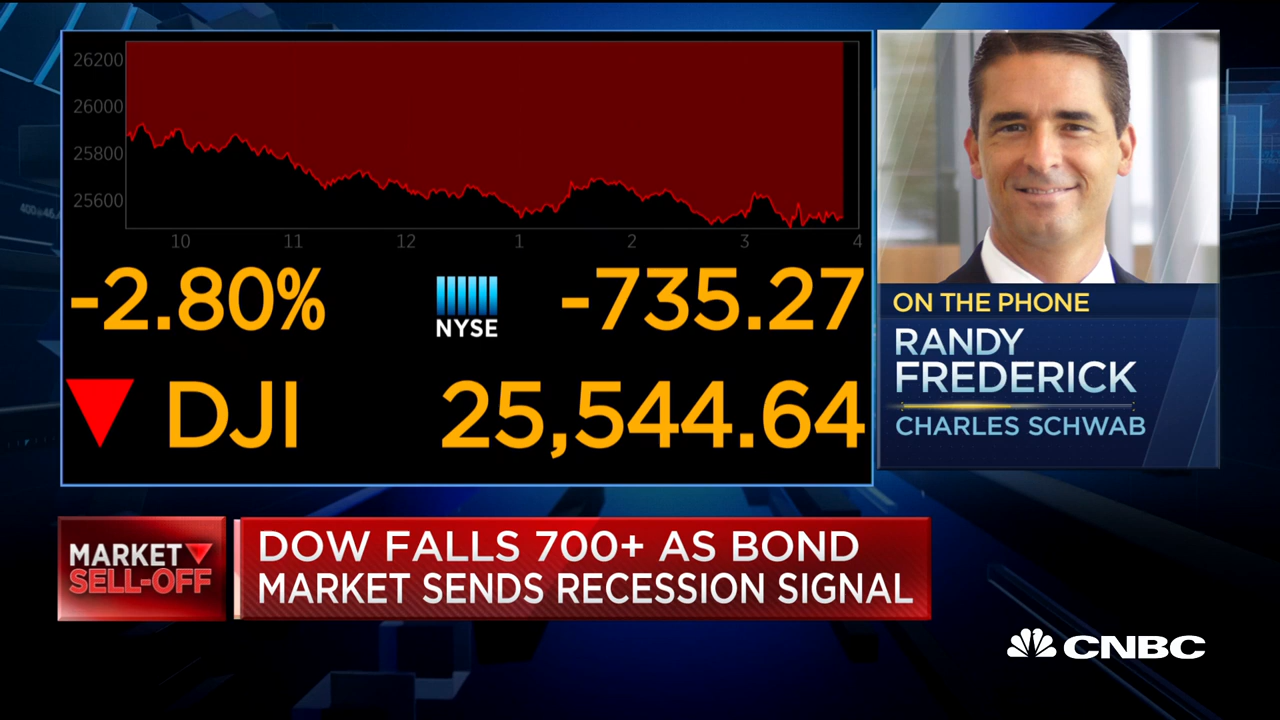 26200
26000
25800
25600
10 11 12 1 2 3 4
-2.80%
NYSE
-735.27
DJI
25,544.64
ON THE PHONE
RANDY
FREDERICK
CHARLES SCHWAB
MARKET
SELL-OFF
DOW FALLS 700+ AS BOND
MARKET SENDS RECESSION SIGNAL
CNBC